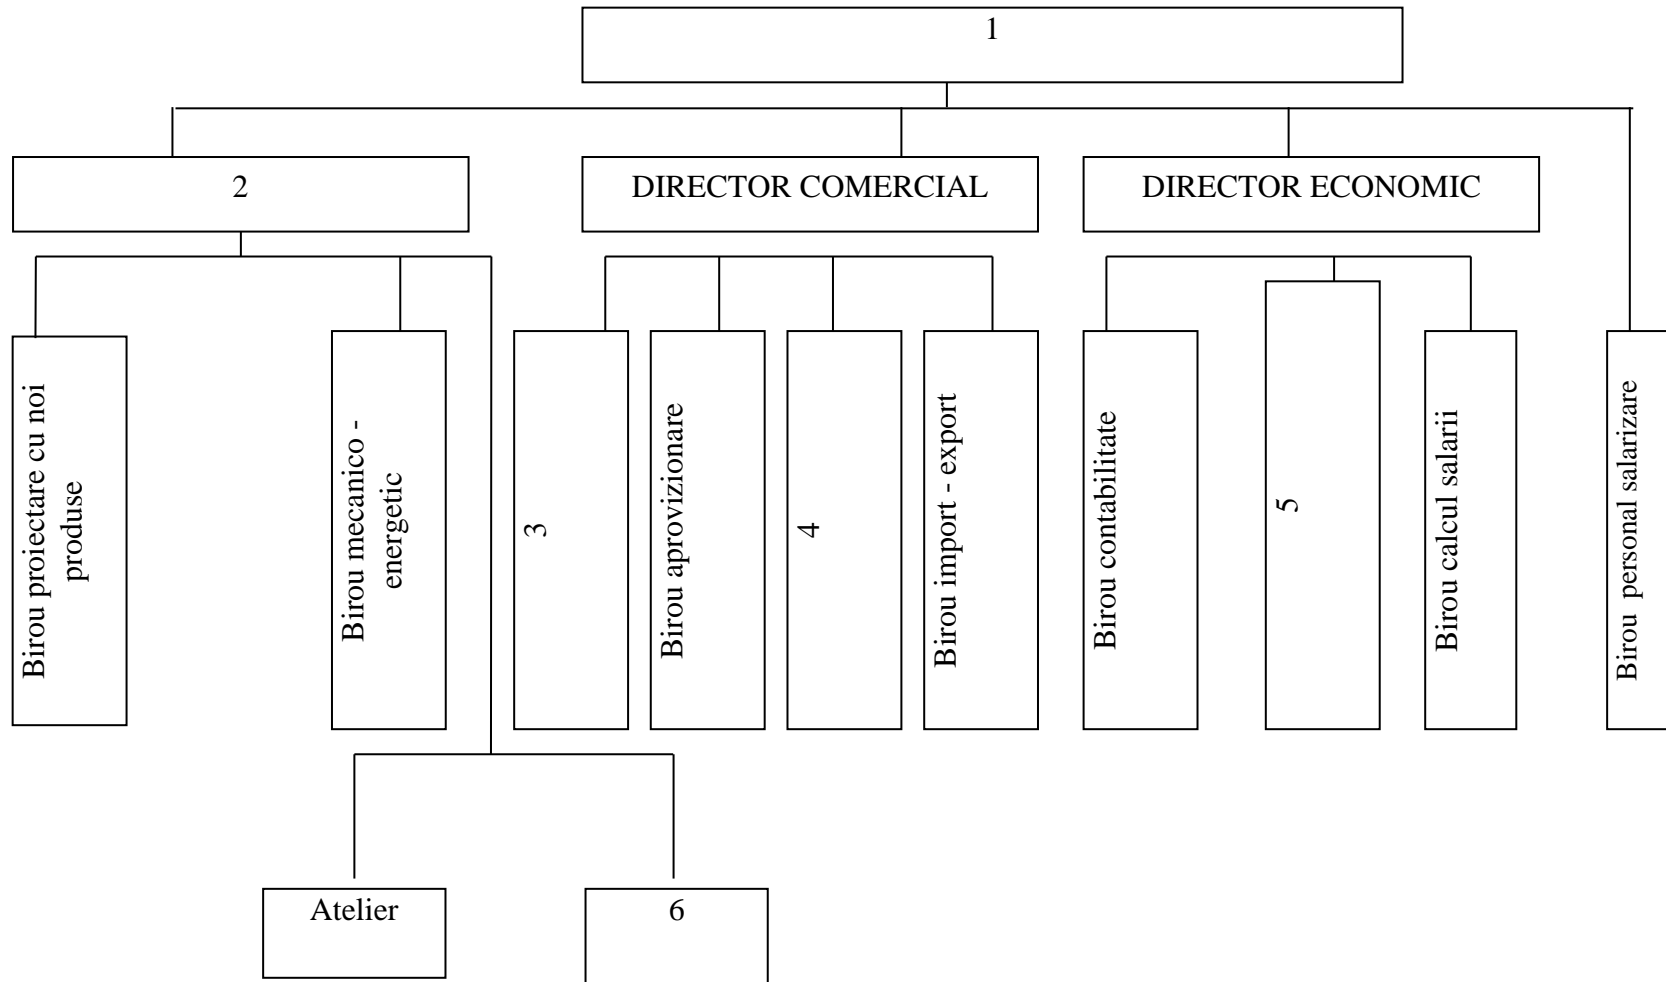 1
2
DIRECTOR COMERCIAL
DIRECTOR ECONOMIC
Birou proiectare cu noi
produse
Birou mecanico -
energetic
3
Birou aprovizionare
4
Birou import - export
Birou contabilitate
5
Birou calcul salarii
Birou personal salarizare
Atelier
6